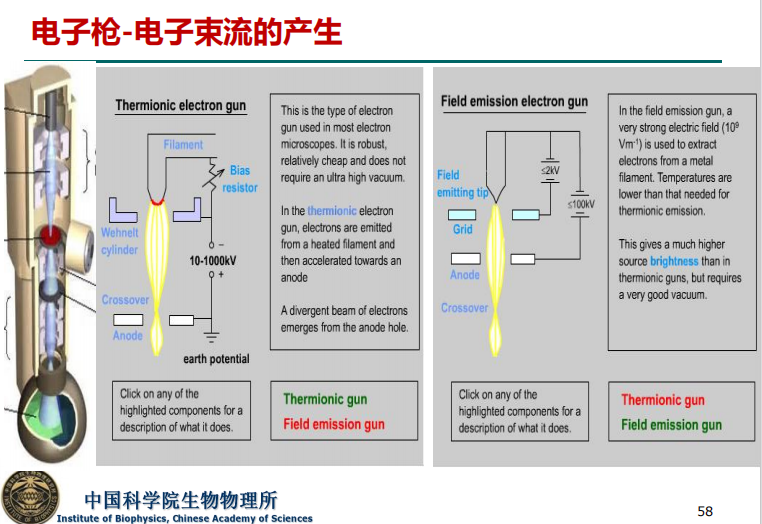 电子枪-电子束流的产生
Thermionic electron gun
Filament
Bias
resistor
Wehnelt
cylinder
–
10-1000kV
+
Crossover
Anode
earth potential
This is the type of electron
gun used in most electron
microscopes. It is robust,
relatively cheap and does not
require an ultra high vacuum.
In the thermionic electron
gun, electrons are emitted
from a heated filament and
then accelerated towards an
anode
A divergent beam of electrons
emerges from the anode hole.
Click on any of the
highlighted components for a
description of what it does.
Thermionic gun
Field emission gun
Field emission electron gun
Field
emitting tip
≤2kV
≤100kV
Grid
Anode
Crossover
In the field emission gun, a
very strong electric field (10⁹
Vm⁻¹) is used to extract
electrons from a metal
filament. Temperatures are
lower than that needed for
thermionic emission.
This gives a much higher
source brightness than in
thermionic guns, but requires
a very good vacuum.
Click on any of the
highlighted components for a
description of what it does.
Thermionic gun
Field emission gun
中国科学院生物物理所
Institute of Biophysics, Chinese Academy of Sciences
58